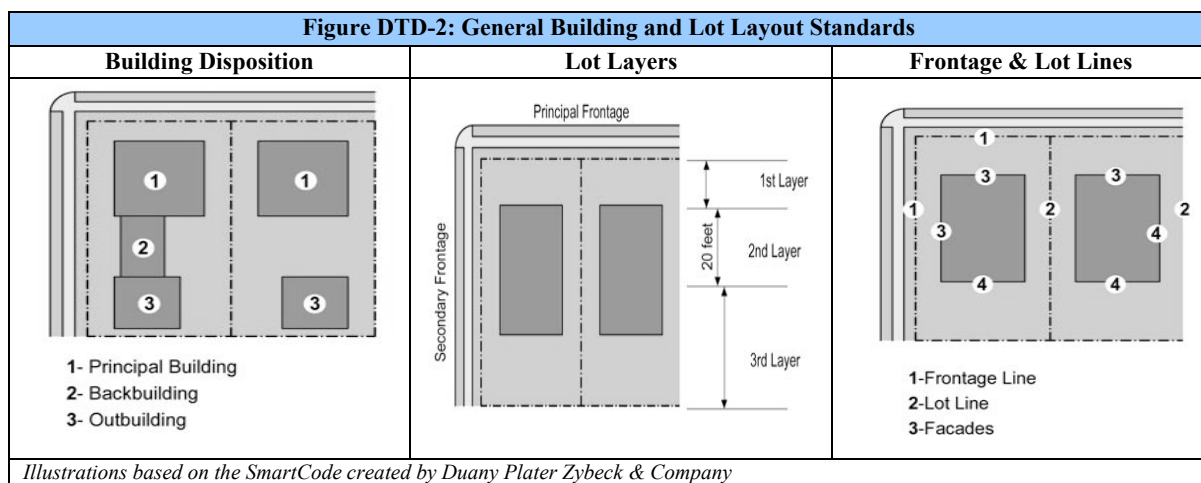 Figure DTD-2: General Building and Lot Layout Standards
Building Disposition
Lot Layers
Frontage & Lot Lines
1
1
2
3
3
1- Principal Building
2- Backbuilding
3- Outbuilding
Principal Frontage
Secondary Frontage
1st Layer
20 feet
2nd Layer
3rd Layer
1
3
3
1
2
2
3
4
4
4
1-Frontage Line
2-Lot Line
3-Facades
Illustrations based on the SmartCode created by Duany Plater Zybeck & Company